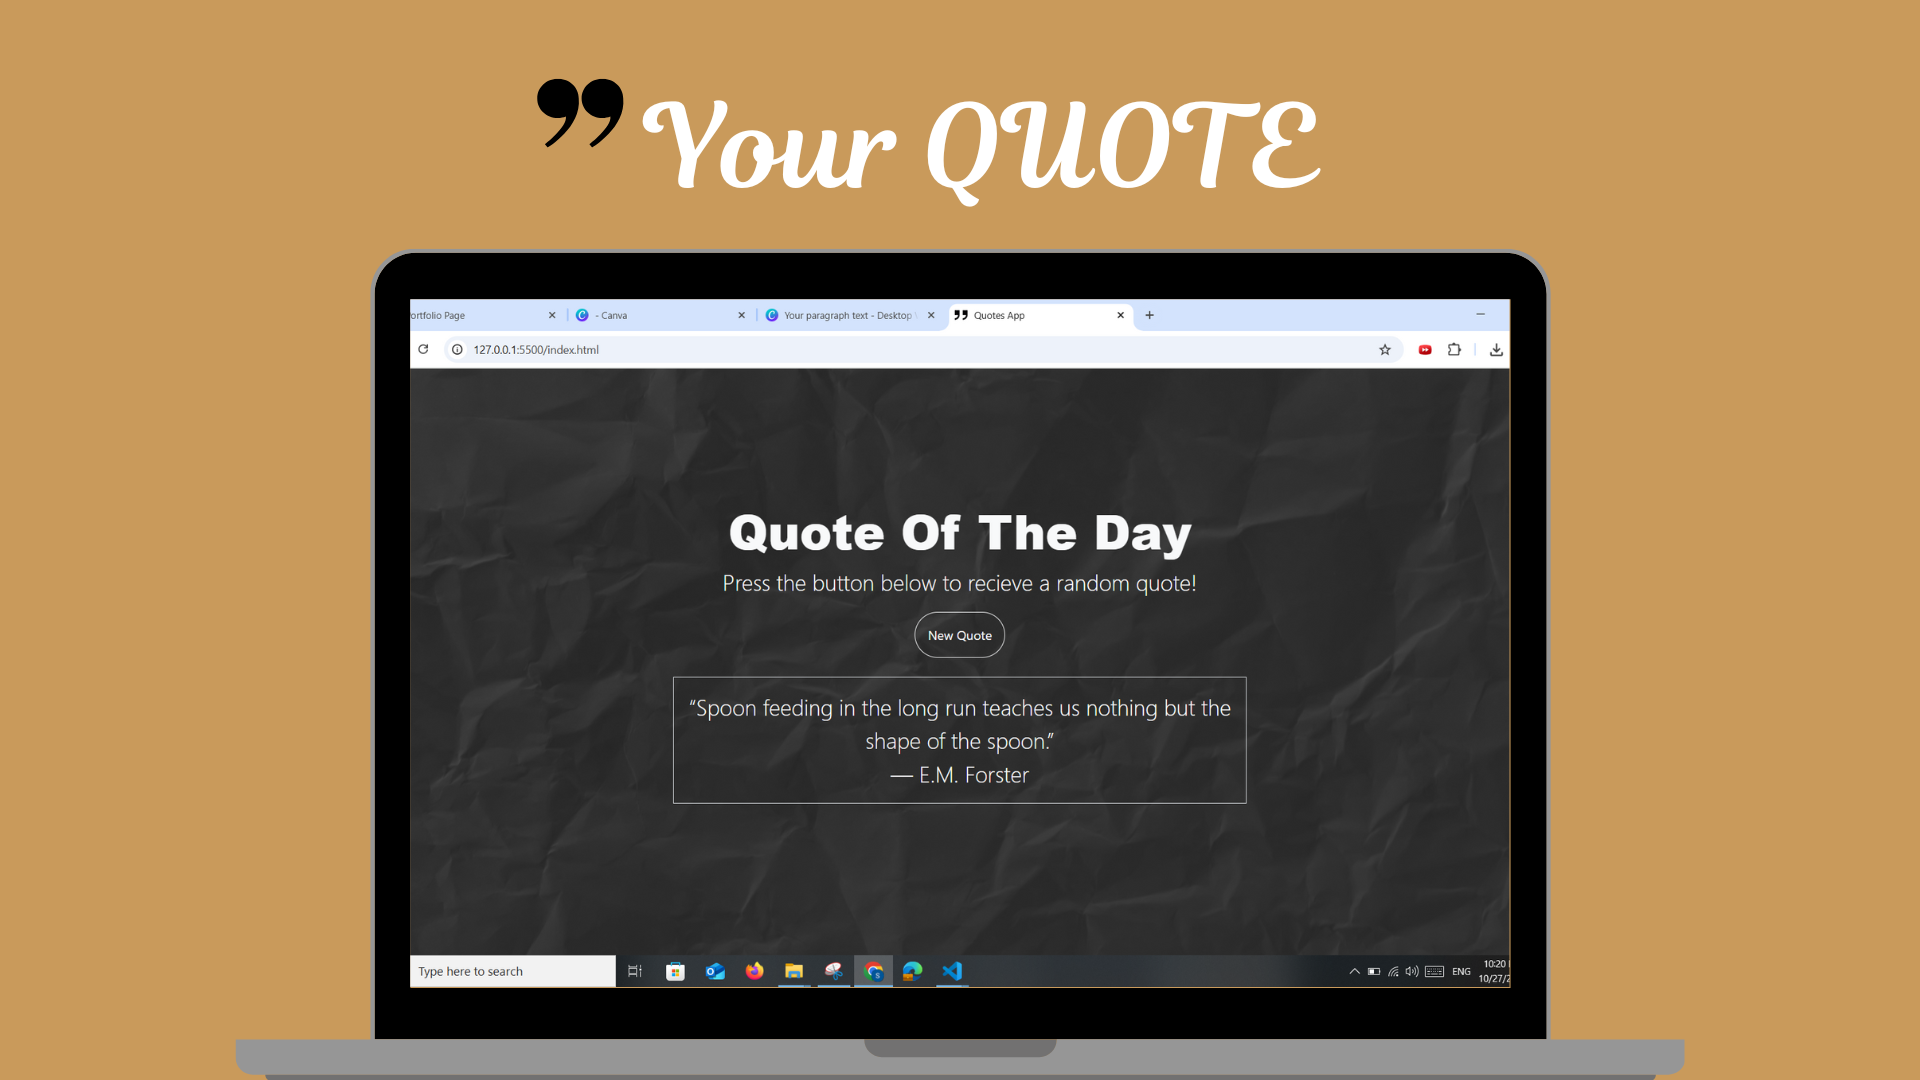 ” Your QUOTE
ortfolio Page
- Canva
Your paragraph text - Desktop
Quotes App
127.0.0.1:5500/index.html
Quote Of The Day
Press the button below to recieve a random quote!
New Quote
“Spoon feeding in the long run teaches us nothing but the
shape of the spoon.”
— E.M. Forster
Type here to search
ENG
10:20
10/27/2